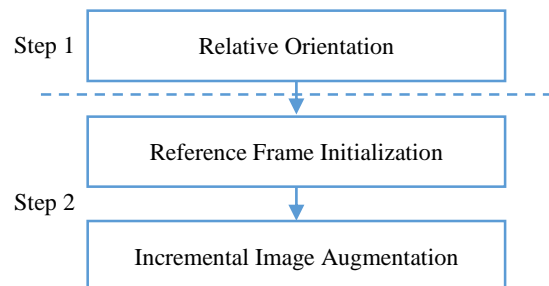 Step 1
Relative Orientation
Reference Frame Initialization
Step 2
Incremental Image Augmentation